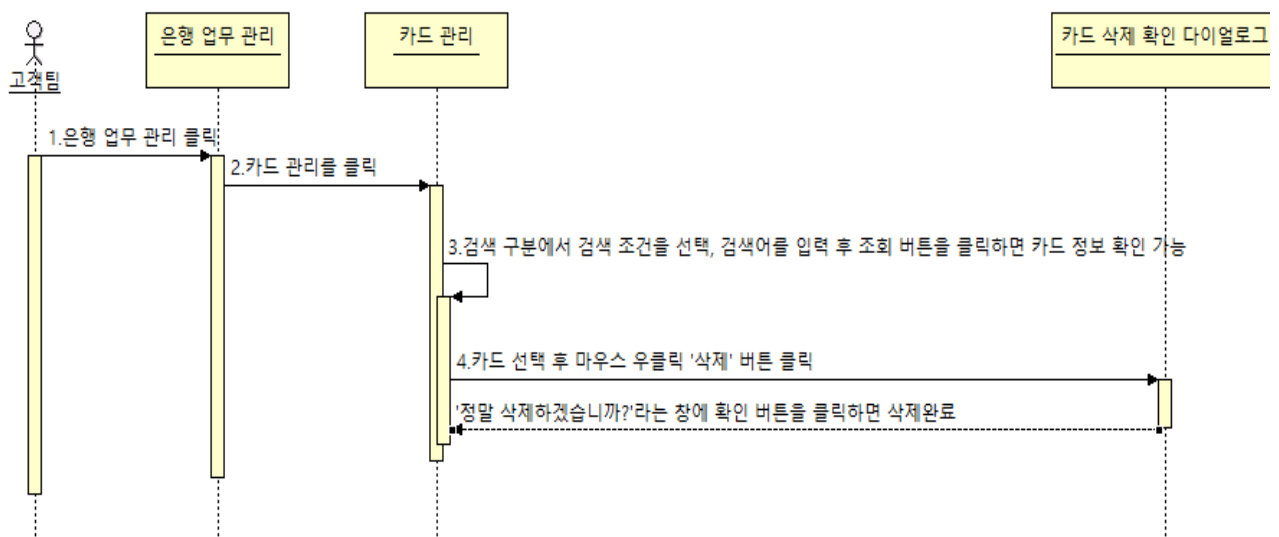 은행 업무 관리
카드 관리
카드 삭제 확인 다이얼로그
고객팀
1.은행 업무 관리 클릭
2.카드 관리를 클릭
3.검색 구분에서 검색 조건을 선택, 검색어를 입력 후 조회 버튼을 클릭하면 카드 정보 확인 가능
4.카드 선택 후 마우스 우클릭 '삭제' 버튼 클릭
'정말 삭제하겠습니까?'라는 창에 확인 버튼을 클릭하면 삭제완료